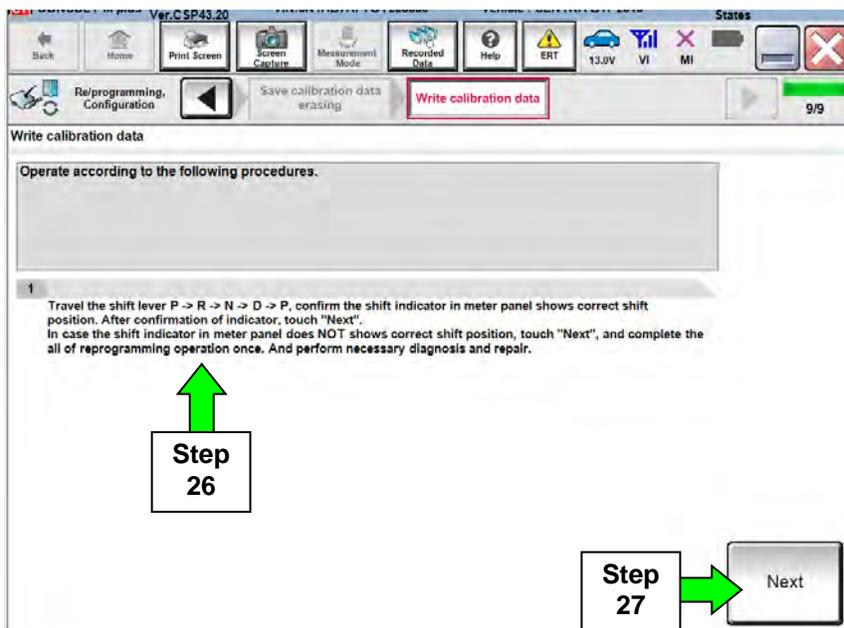 Ver.CSP43.20
States
Back
Home
Print Screen
Screen Capture
Measurement Mode
Recorded Data
Help
ERT
13.0V
VI
MI
Re/programming, Configuration
Save calibration data erasing
Write calibration data
9/9
Write calibration data
Operate according to the following procedures.
1
Travel the shift lever P -> R -> N -> D -> P, confirm the shift indicator in meter panel shows correct shift
position. After confirmation of indicator, touch "Next".
In case the shift indicator in meter panel does NOT shows correct shift position, touch "Next", and complete the
all of reprogramming operation once. And perform necessary diagnosis and repair.
Step
26
Step
27
Next